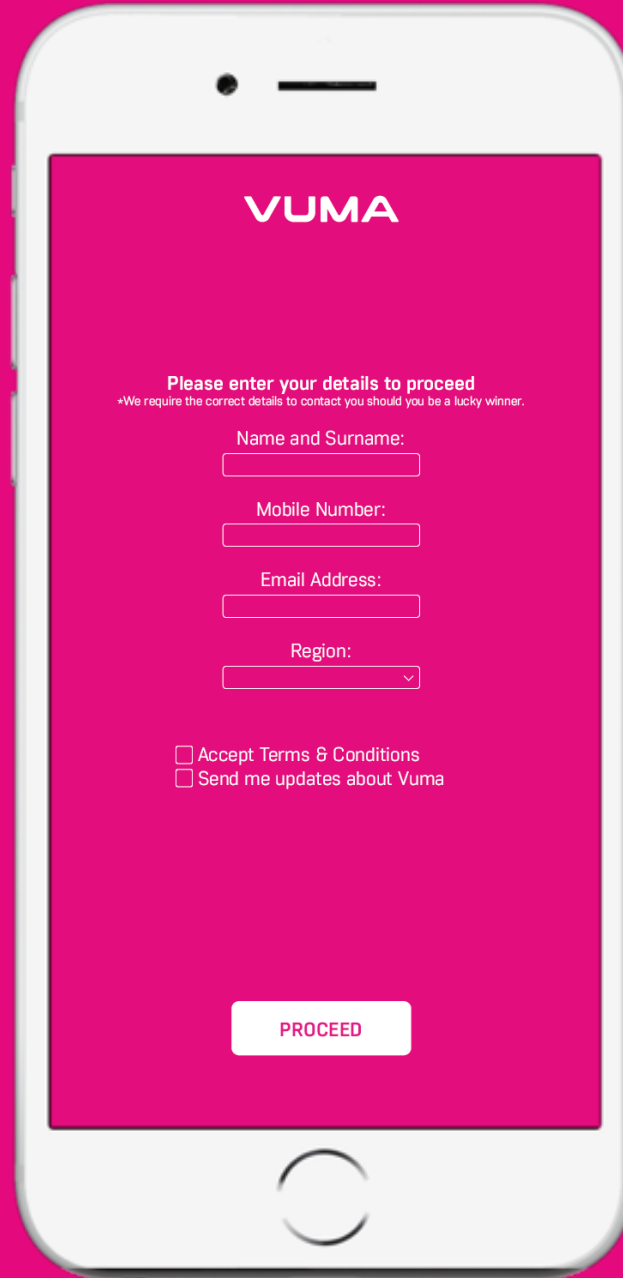 VUMA
Please enter your details to proceed
*We require the correct details to contact you should you be a lucky winner.
Name and Surname:
Mobile Number:
Email Address:
Region:
Accept Terms & Conditions
Send me updates about Vuma
PROCEED